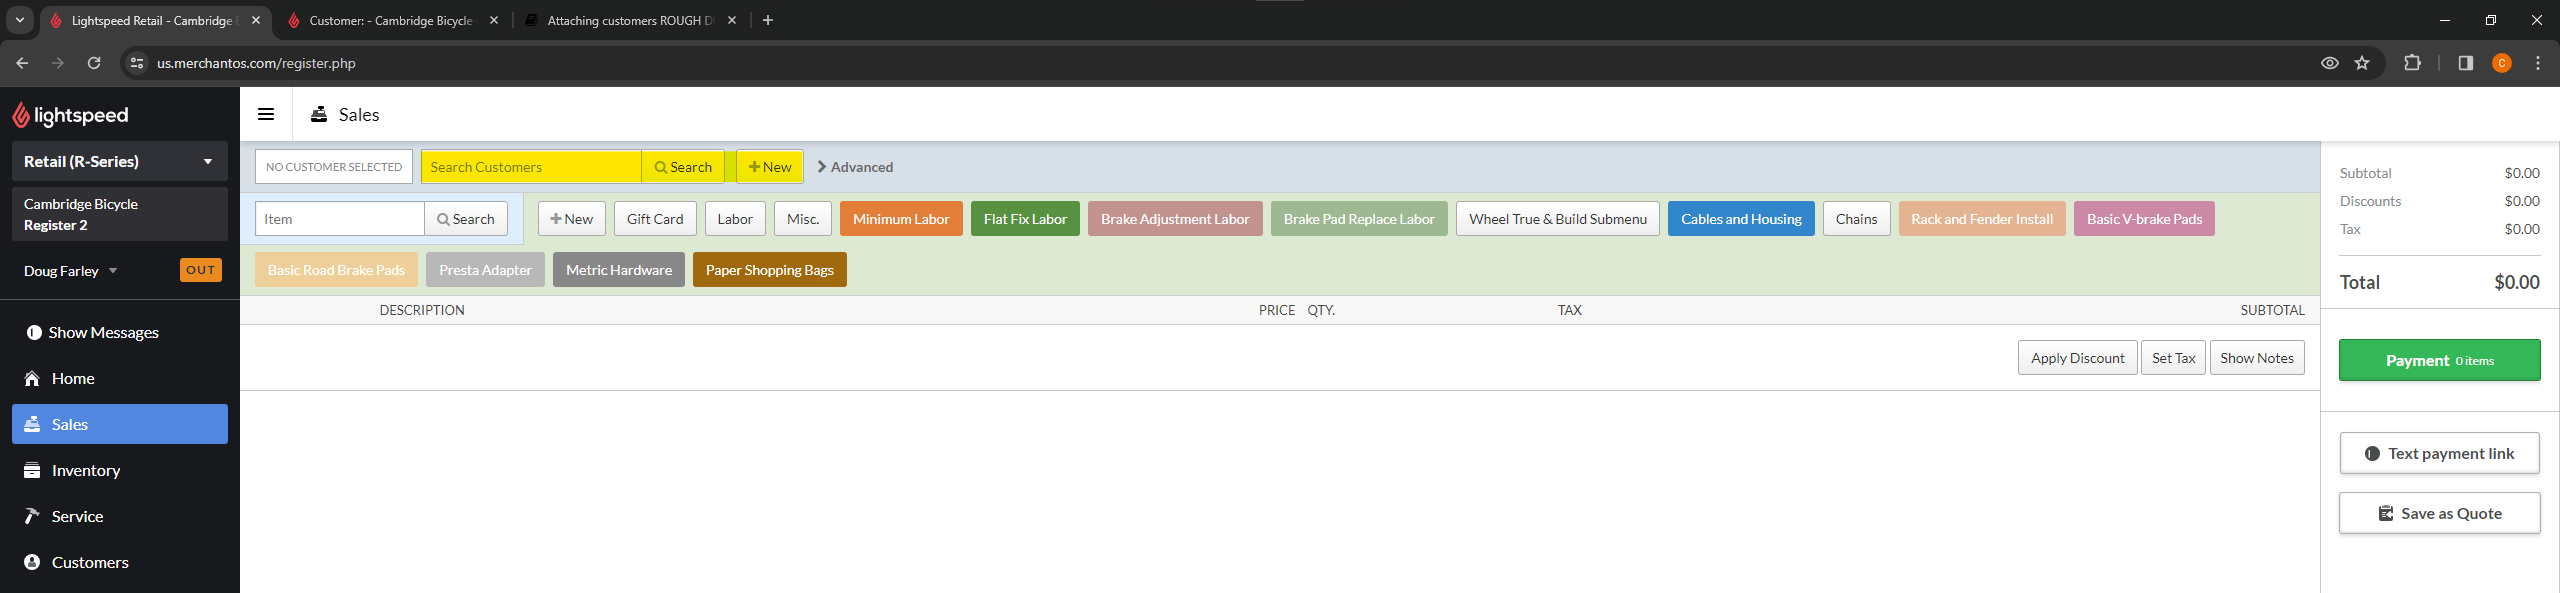 Lightspeed Retail - Cambridge
Customer: - Cambridge Bicycle
Attaching customers ROUGH D
us.merchantos.com/register.php
C
lightspeed
Sales
Retail (R-Series)
NO CUSTOMER SELECTED
Search Customers
Search
New
Advanced
Cambridge Bicycle
Register 2
Item
Search
New
Gift Card
Labor
Misc.
Minimum Labor
Flat Fix Labor
Brake Adjustment Labor
Brake Pad Replace Labor
Wheel True & Build Submenu
Cables and Housing
Chains
Rack and Fender Install
Basic V-brake Pads
Doug Farley
OUT
Basic Road Brake Pads
Presta Adapter
Metric Hardware
Paper Shopping Bags
DESCRIPTION
PRICE
QTY.
TAX
SUBTOTAL
Apply Discount
Set Tax
Show Notes
Subtotal $0.00
Discounts $0.00
Tax $0.00
Total $0.00
Payment 0 items
Text payment link
Save as Quote
Show Messages
Home
Sales
Inventory
Service
Customers